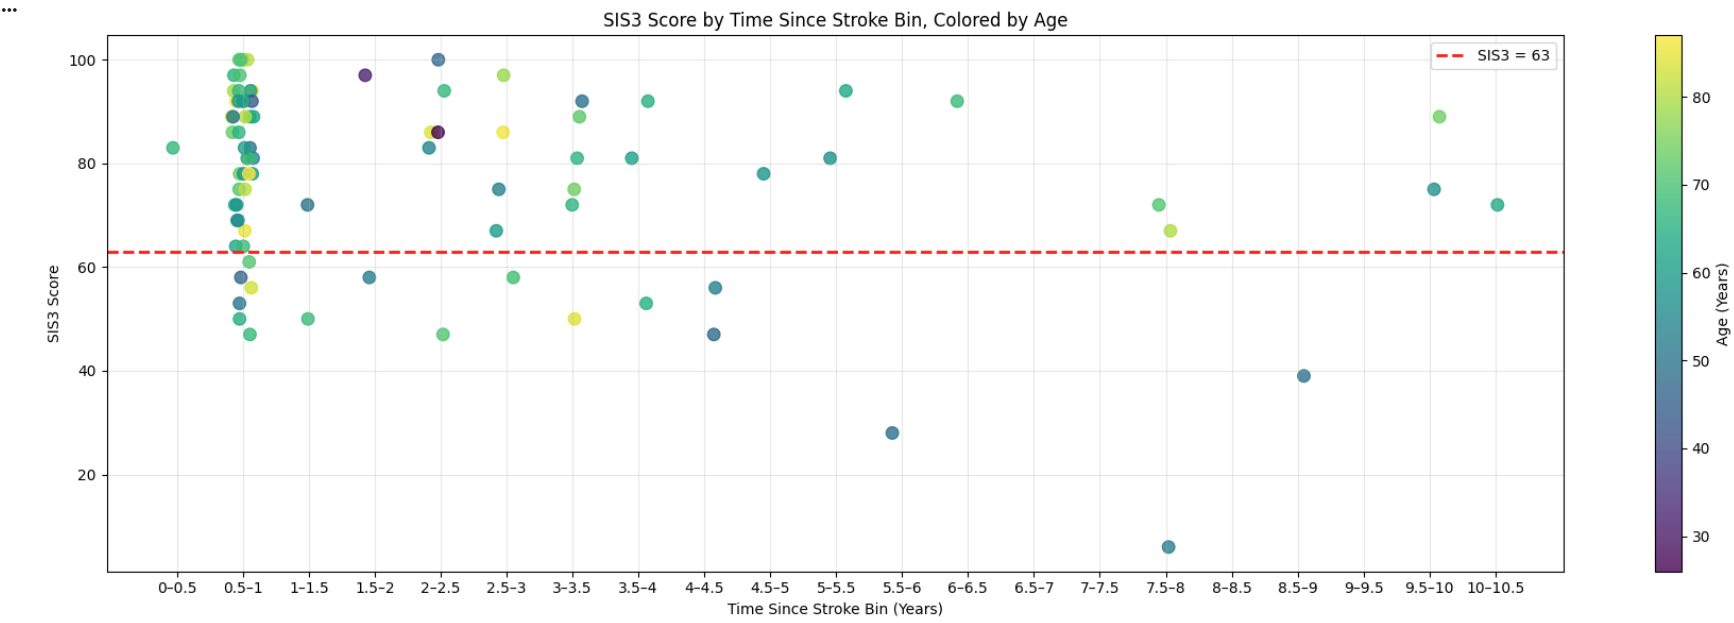 ...
SIS3 Score by Time Since Stroke Bin, Colored by Age
SIS3 = 63
100
80
60
40
20
SIS3 Score
0–0.5 0.5–1 1–1.5 1.5–2 2–2.5 2.5–3 3–3.5 3.5–4 4–4.5 4.5–5 5–5.5 5.5–6 6–6.5 6.5–7 7–7.5 7.5–8 8–8.5 8.5–9 9–9.5 9.5–10 10–10.5
Time Since Stroke Bin (Years)
80
70
60
50
40
30
Age (Years)